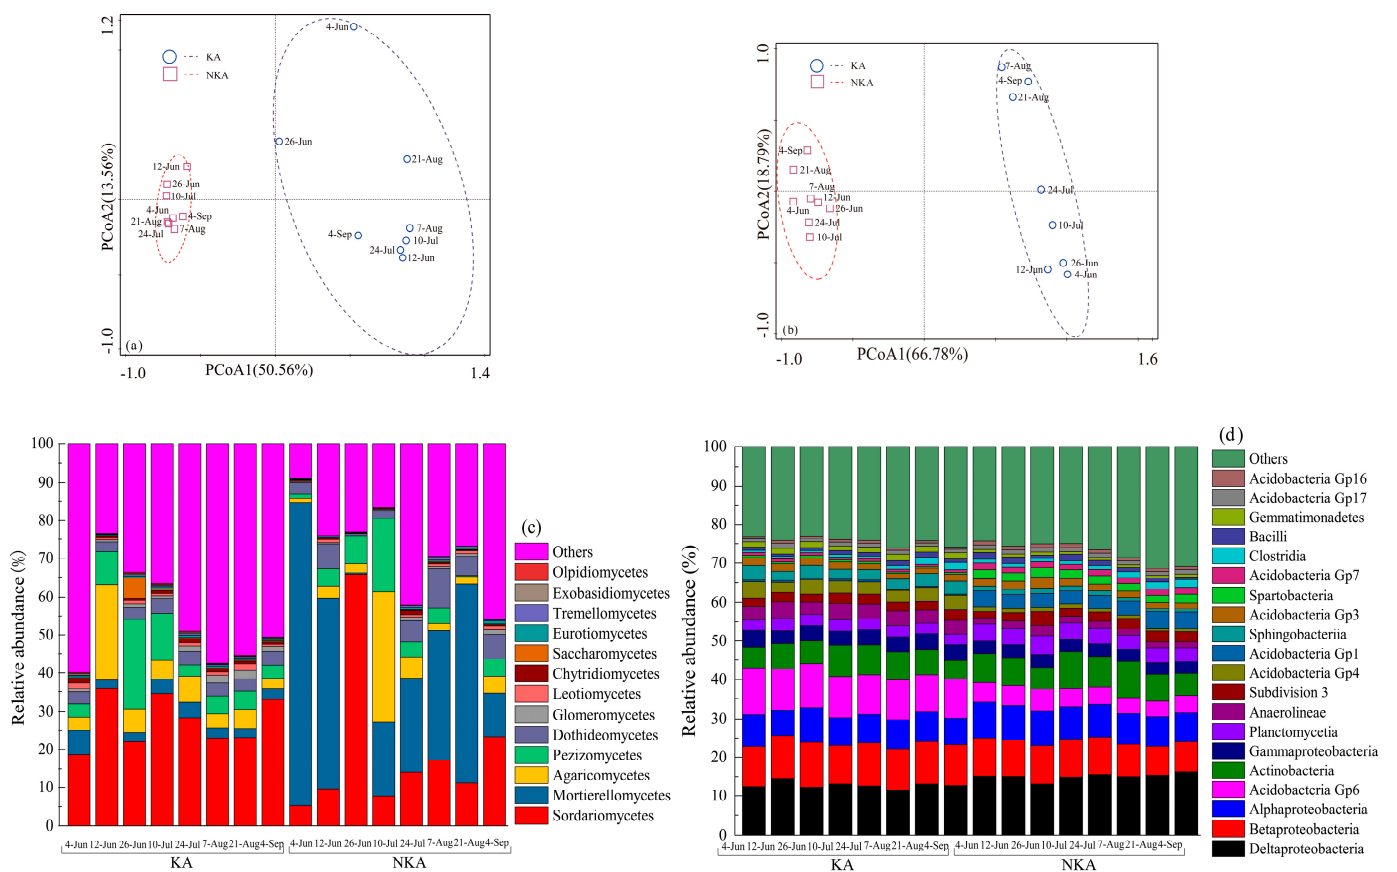 1.2
4-Jun
KA
NKA
26-Jun
21-Aug
12-Jun
26-Jun
10-Jul
4-Jun
4-Sep
21-Aug
7-Aug
24-Jul
4-Sep
7-Aug
10-Jul
24-Jul
12-Jun
PCoA2(13.56%)
-1.0
(a)
-1.0
PCoA1(50.56%)
1.4
1.0
KA
NKA
7-Aug
4-Sep
21-Aug
4-Sep
21-Aug
7-Aug
12-Jun
4-Jun
26-Jun
24-Jul
10-Jul
24-Jul
10-Jul
26-Jun
12-Jun
4-Jun
PCoA2(18.79%)
-1.0
(b)
-1.0
PCoA1(66.78%)
1.6
Relative abundance (%)
100
90
80
70
60
50
40
30
20
10
0
4-Jun 12-Jun 26-Jun 10-Jul 24-Jul 7-Aug 21-Aug 4-Sep 4-Jun 12-Jun 26-Jun 10-Jul 24-Jul 7-Aug 21-Aug 4-Sep
KA NKA
(c)
Others
Olpidiomycetes
Exobasidiomycetes
Tremellomycetes
Eurotiomycetes
Saccharomycetes
Chytridiomycetes
Leotiomycetes
Glomeromycetes
Dothideomycetes
Pezizomycetes
Agaricomycetes
Mortierellomycetes
Sordariomycetes
Relative abundance (%)
100
90
80
70
60
50
40
30
20
10
0
4-Jun 12-Jun 26-Jun 10-Jul 24-Jul 7-Aug 21-Aug 4-Sep 4-Jun 12-Jun 26-Jun 10-Jul 24-Jul 7-Aug 21-Aug 4-Sep
KA NKA
(d)
Others
Acidobacteria Gp16
Acidobacteria Gp17
Gemmatimonadetes
Bacilli
Clostridia
Acidobacteria Gp7
Spartobacteria
Acidobacteria Gp3
Sphingobacteriia
Acidobacteria Gp1
Acidobacteria Gp4
Subdivision 3
Anaerolineae
Planctomycetia
Gammaproteobacteria
Actinobacteria
Acidobacteria Gp6
Alphaproteobacteria
Betaproteobacteria
Deltaproteobacteria